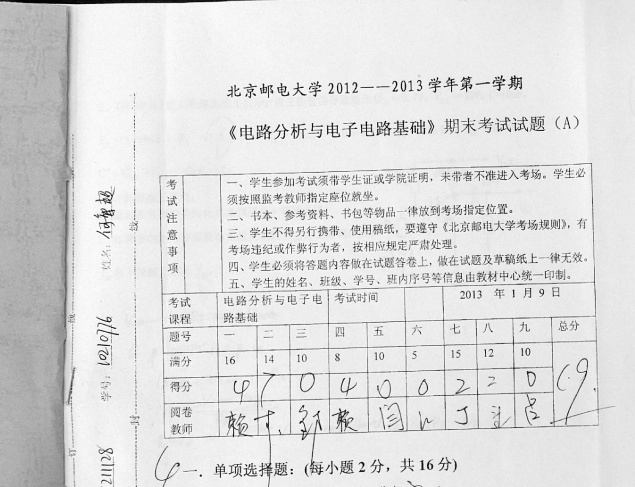 北京邮电大学 2012——2013 学年第一学期
《电路分析与电子电路基础》期末考试试题（A）
考试注意事项
一、学生参加考试须带学生证或学院证明，未带者不准进入考场。学生必
须按照监考教师指定座位就坐。
二、书本、参考资料、书包等物品一律放到考场指定位置。
三、学生不得另行携带、使用稿纸，要遵守《北京邮电大学考场规则》，有
考场违纪或作弊行为者，按相应规定严肃处理。
四、学生必须将答题内容做在试题答卷上，做在试题及草稿纸上一律无效。
五、学生的姓名、班级、学号、班内序号等信息由教材中心统一印制。
考试课程 电路分析与电子电路基础 考试时间 2013 年 1 月 9 日
题号 一 二 三 四 五 六 七 八 九 总分
满分 16 14 10 8 10 5 15 12 10
得分 4 7 0 4 0 0 2 2 0 19
阅卷教师 赖 邹 赖 闫 丁
4 一．单项选择题：(每小题 2 分，共 16 分)
姓名：何智超
学号：
线
线
封
订